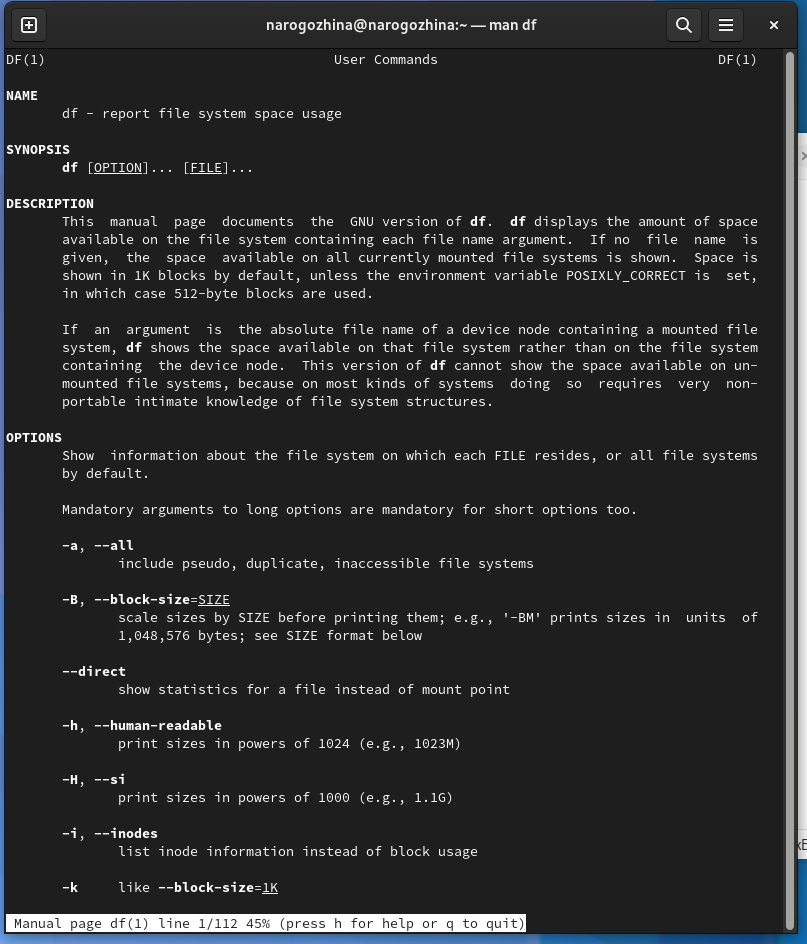 narogozhina@narogozhina:~ — man df
DF(1) User Commands DF(1)
NAME
df - report file system space usage
SYNOPSIS
df [OPTION]... [FILE]...
DESCRIPTION
This manual page documents the GNU version of df. df displays the amount of space
available on the file system containing each file name argument. If no file name is
given, the space available on all currently mounted file systems is shown. Space is
shown in 1K blocks by default, unless the environment variable POSIXLY_CORRECT is set,
in which case 512-byte blocks are used.
If an argument is the absolute file name of a device node containing a mounted file
system, df shows the space available on that file system rather than on the file system
containing the device node. This version of df cannot show the space available on un-
mounted file systems, because on most kinds of systems doing so requires very non-
portable intimate knowledge of file system structures.
OPTIONS
Show information about the file system on which each FILE resides, or all file systems
by default.
Mandatory arguments to long options are mandatory for short options too.
-a, --all
include pseudo, duplicate, inaccessible file systems
-B, --block-size=SIZE
scale sizes by SIZE before printing them; e.g., '-BM' prints sizes in units of
1,048,576 bytes; see SIZE format below
--direct
show statistics for a file instead of mount point
-h, --human-readable
print sizes in powers of 1024 (e.g., 1023M)
-H, --si
print sizes in powers of 1000 (e.g., 1.1G)
-i, --inodes
list inode information instead of block usage
-k like --block-size=1K
Manual page df(1) line 1/112 45% (press h for help or q to quit)